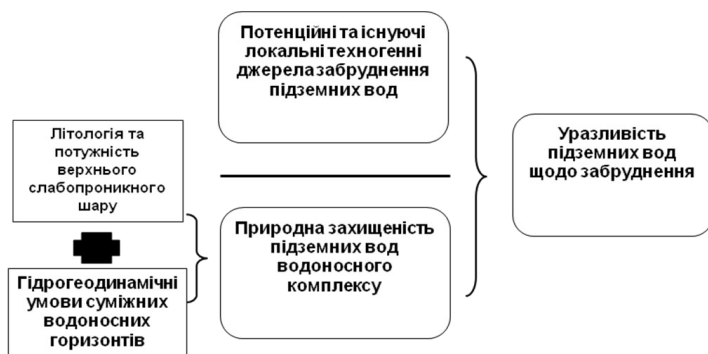 Потенційні та існуючі
локальні техногенні
джерела забруднення
підземних вод
Літологія та
потужність
верхнього
слабопроникного
шару
Уразливість
підземних вод
щодо забруднення
Природна захищеність
підземних вод
водоносного
комплексу
Гідрогеодинамічні
умови суміжних
водоносних
горизонтів